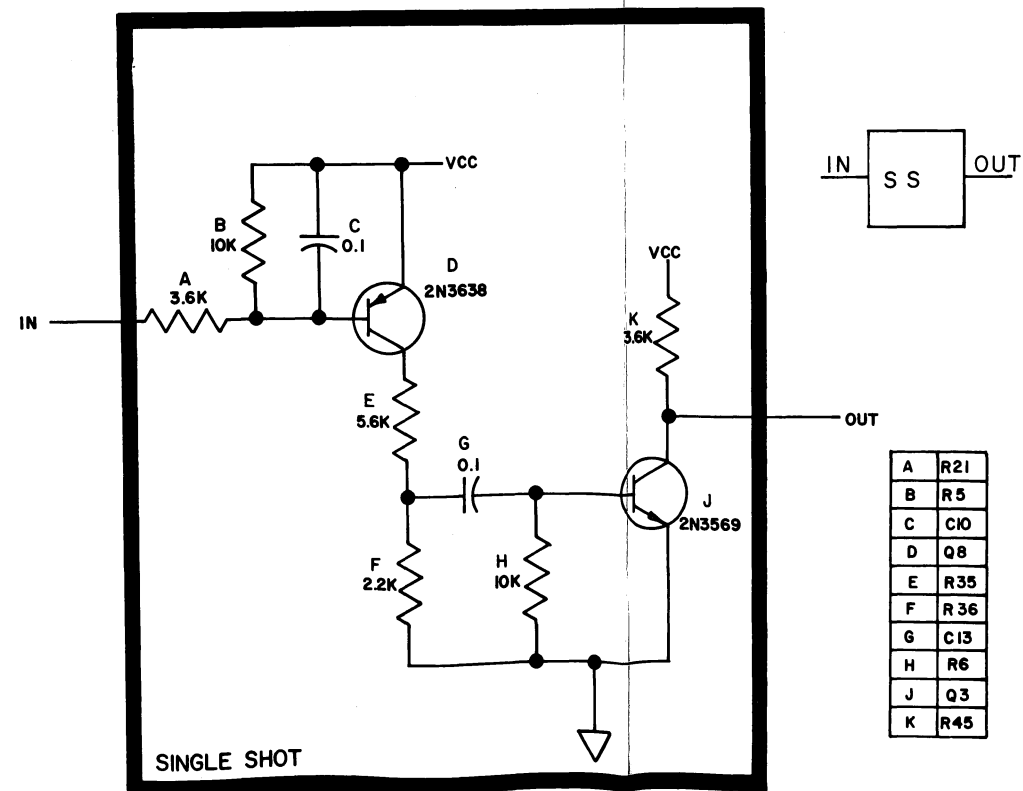 VCC
B
10K
C
0.1
D
2N3638
A
3.6K
IN
E
5.6K
G
0.1
F
2.2K
H
10K
VCC
K
3.6K
OUT
J
2N3569
SINGLE SHOT
IN
SS
OUT
A R21
B R5
C C10
D Q8
E R35
F R36
G C13
H R6
J Q3
K R45